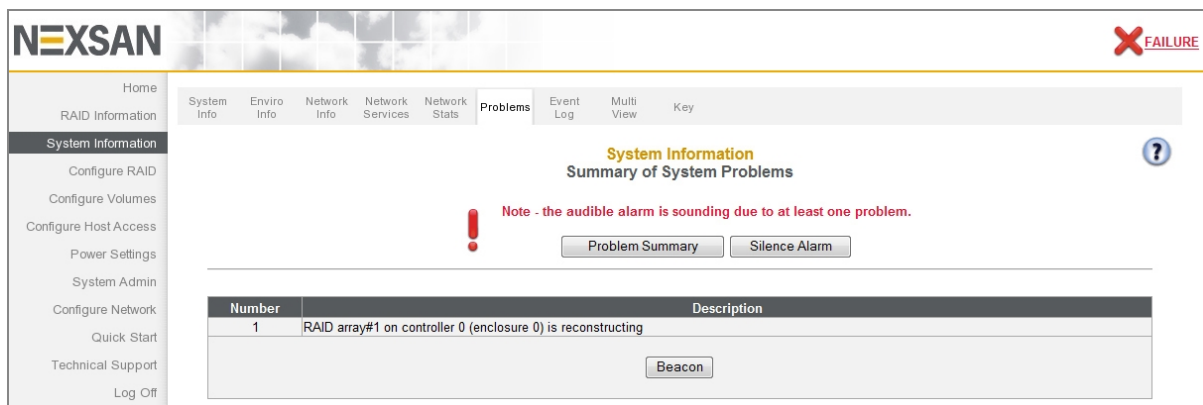 NEXSAN
FAILURE
Home
RAID Information
System Information
Configure RAID
Configure Volumes
Configure Host Access
Power Settings
System Admin
Configure Network
Quick Start
Technical Support
Log Off
System Info
Enviro Info
Network Info
Network Services
Network Stats
Problems
Event Log
Multi View
Key
System Information
Summary of System Problems
?
Note - the audible alarm is sounding due to at least one problem.
Problem Summary
Silence Alarm
Number Description
1 RAID array#1 on controller 0 (enclosure 0) is reconstructing
Beacon